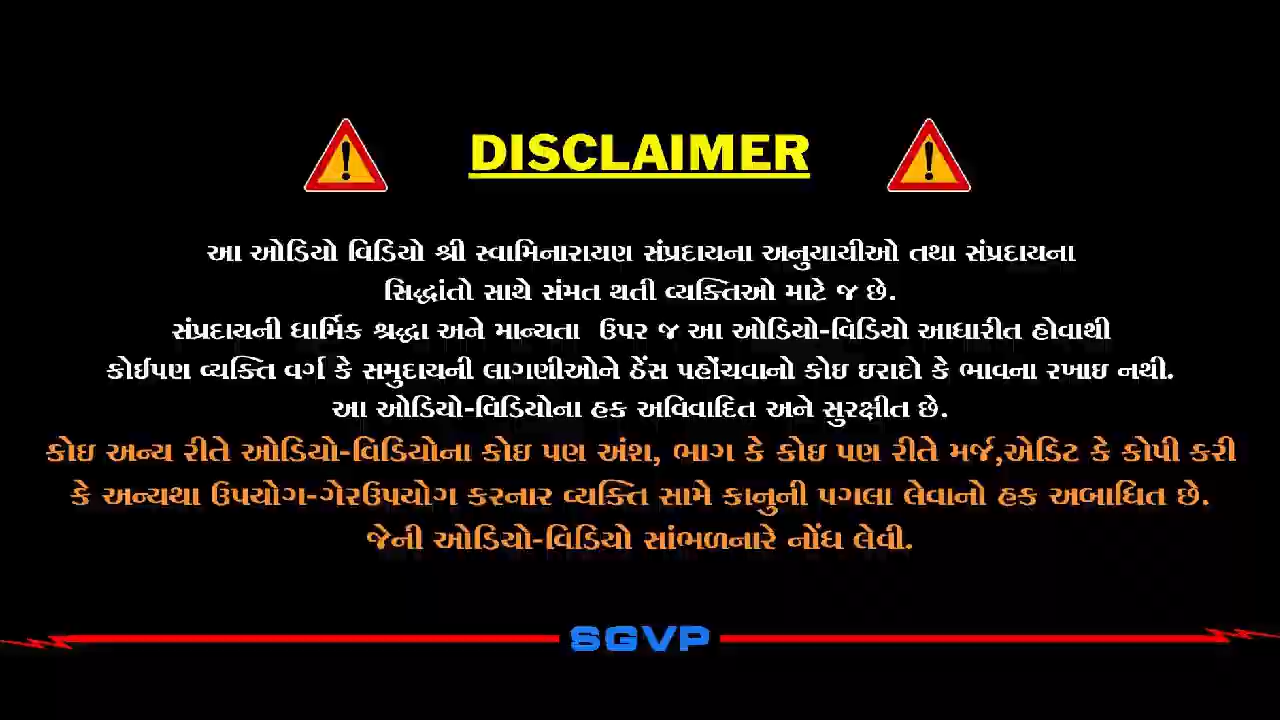 DISCLAIMER
આ ઓડિયો વિડિયો શ્રી સ્વામિનારાયણ સંપ્રદાયના અનુયાયીઓ તથા સંપ્રદાયના
સિદ્ધાંતો સાથે સંમત થતી વ્યક્તિઓ માટે જ છે.
સંપ્રદાયની ધાર્મિક શ્રદ્ધા અને માન્યતા ઉપર જ આ ઓડિયો-વિડિયો આધારીત હોવાથી
કોઈપણ વ્યક્તિ વર્ગ કે સમુદાયની લાગણીઓને ઠેંસ પહોંચવાનો કોઇ ઇરાદો કે ભાવના રખાઇ નથી.
આ ઓડિયો-વિડિયોના હક અવિવાદિત અને સુરક્ષીત છે.
કોઇ અન્ય રીતે ઓડિયો-વિડિયોના કોઇ પણ અંશ, ભાગ કે કોઇ પણ રીતે મર્જ,એડિટ કે કોપી કરી
કે અન્યથા ઉપયોગ-ગેરઉપયોગ કરનાર વ્યક્તિ સામે કાનુની પગલા લેવાનો હક અબાધિત છે.
જેની ઓડિયો-વિડિયો સાંભળનારે નોંધ લેવી.
SGVP